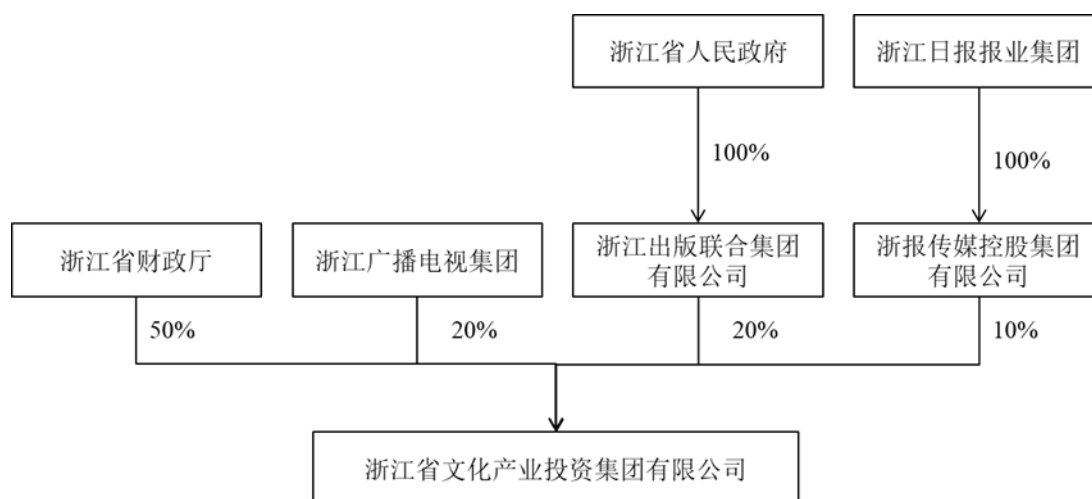 浙江省人民政府
浙江日报报业集团
100%
100%
浙江省财政厅
浙江广播电视集团
浙江出版联合集团
有限公司
浙报传媒控股集团
有限公司
50%
20%
20%
10%
浙江省文化产业投资集团有限公司